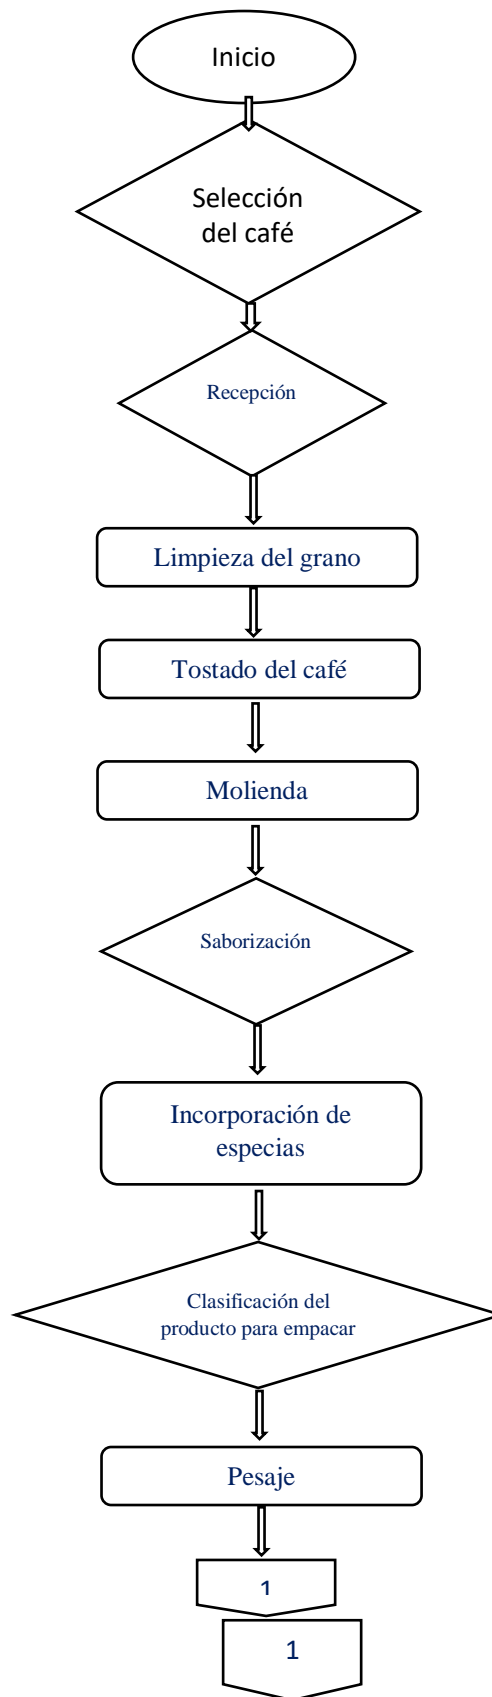 Inicio
Selección
del café
Recepción
Limpieza del grano
Tostado del café
Molienda
Saborización
Incorporación de
especias
Clasificación del
producto para empacar
Pesaje
1
1